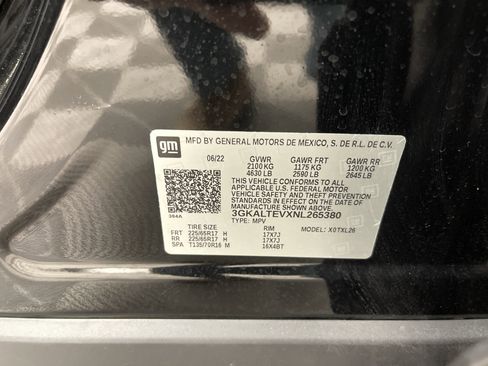 gm
MFD BY GENERAL MOTORS DE MEXICO, S. DE R.L. DE C.V.
06/22 GVWR GAWR FRT GAWR RR
2100 KG 1175 KG 1200 KG
4630 LB 2590 LB 2645 LB
THIS VEHICLE CONFORMS TO ALL
APPLICABLE U.S. FEDERAL MOTOR
VEHICLE SAFETY AND THEFT PREVENTION
STANDARDS IN EFFECT ON THE DATE OF
MANUFACTURE SHOWN ABOVE.
3GKALTEVXNL265380
384A
TYPE: MPV
TIRE SIZE RIM MODEL: X0TXL26
FRT 225/65R17 H 17X7J
RR 225/65R17 H 17X7J
SPA T135/70R16 M 16X4BT